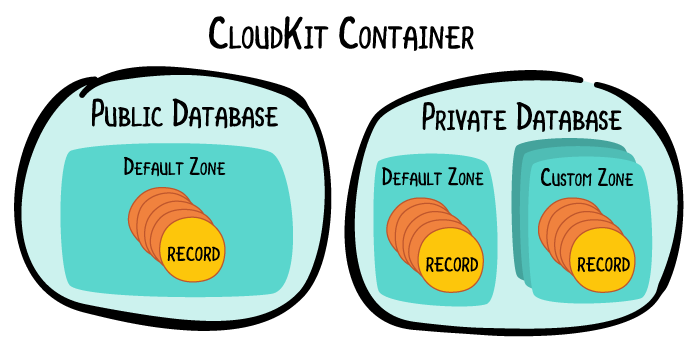 CloudKit Container
Public Database
Default Zone
RECORD
Private Database
Default Zone
RECORD
Custom Zone
RECORD